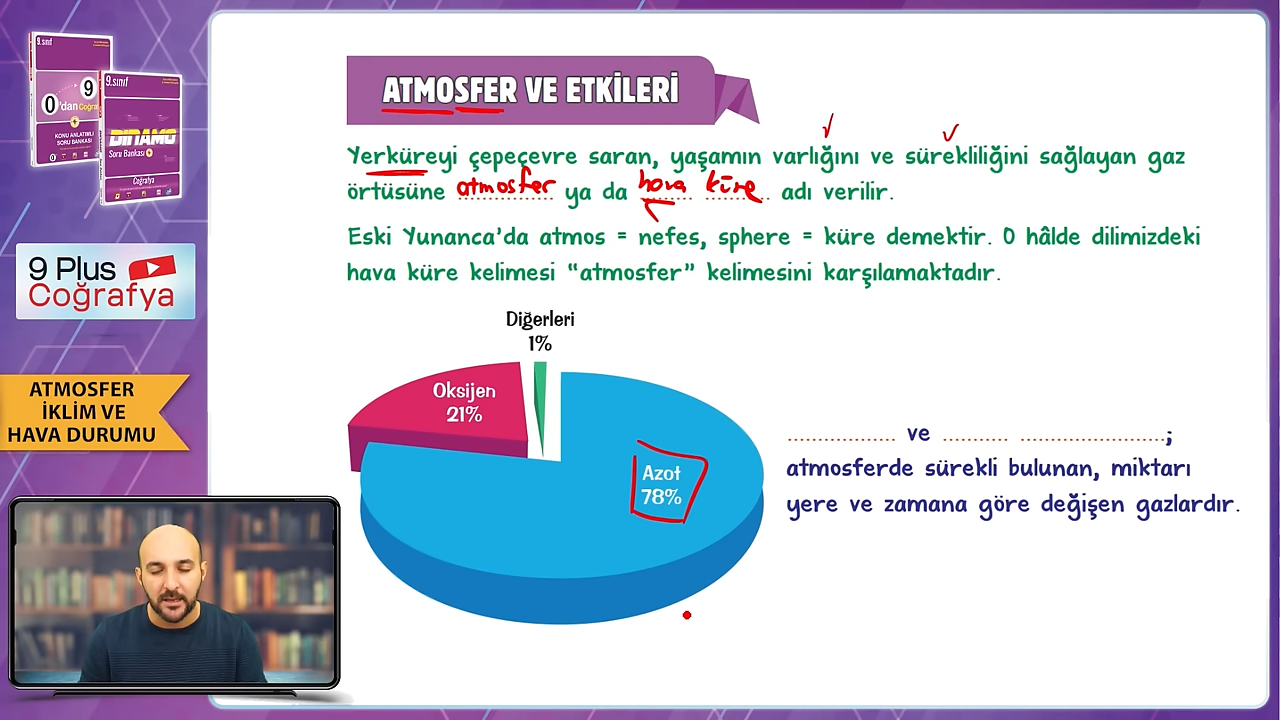 9.sınıf
0'dan 9
KONU ANLATIMLI
SORU BANKASI
9.sınıf
DİNAMO
Soru Bankası
Coğrafya
9 Plus
Coğrafya
ATMOSFER
İKLİM VE
HAVA DURUMU
ATMOSFER VE ETKİLERİ
Yerküreyi çepeçevre saran, yaşamın varlığını ve sürekliliğini sağlayan gaz
örtüsüne atmosfer ya da hava küre adı verilir.
Eski Yunanca'da atmos = nefes, sphere = küre demektir. O hâlde dilimizdeki
hava küre kelimesi "atmosfer" kelimesini karşılamaktadır.
Diğerleri
1%
Oksijen
21%
Azot
78%
................. ve .......... .....................;
atmosferde sürekli bulunan, miktarı
yere ve zamana göre değişen gazlardır.